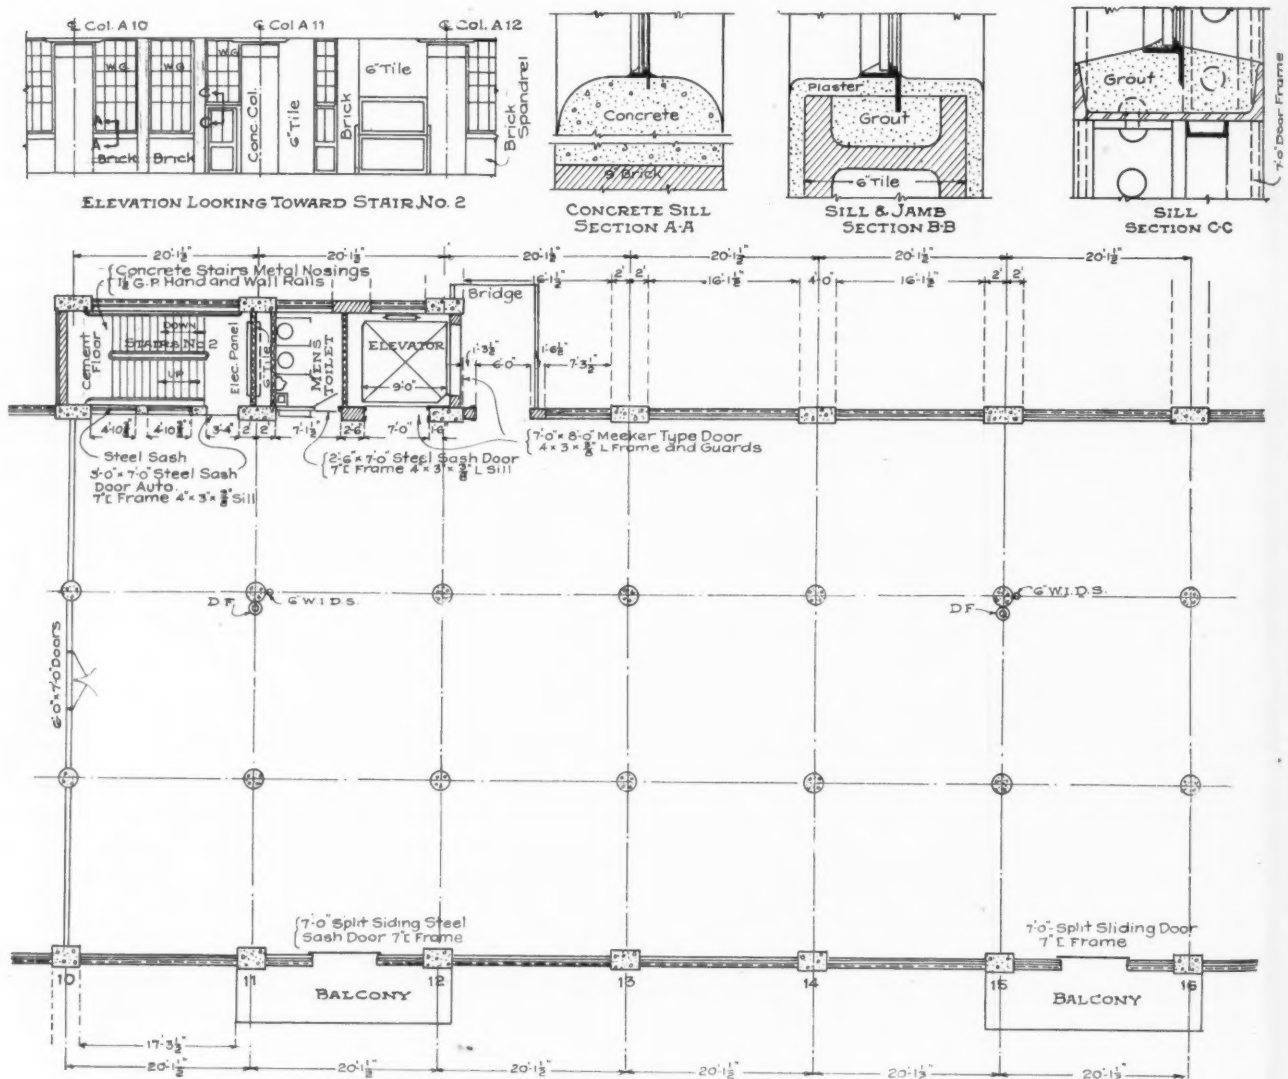 ℄ Col. A 10
℄ Col. A 11
℄ Col. A 12
W.G.
W.G.
W.G.
6" Tile
C
C
A
A
Brick
Brick
Conc. Col.
6" Tile
Brick
Brick Spandrel
ELEVATION LOOKING TOWARD STAIR No. 2
Concrete
9" Brick
CONCRETE SILL
SECTION A-A
Plaster
Grout
6" Tile
SILL & JAMB
SECTION B-B
Grout
7'-0" Door Frame
SILL
SECTION C-C
20'-1½" 20'-1½" 20'-1½" 20'-1½" 20'-1½" 20'-1½"
Concrete Stairs Metal Nosings
1½" G.P. Hand and Wall Rails
16'-1½" 2' 2' 16'-1½" 4'-0" 16'-1½" 2' 2'
Bridge
Cement Floor
DOWN
STAIRS No 2
UP
Elec. Panel
6" Tile
MENS TOILET
ELEVATOR
9'-0"
1'-3½"
6'-0"
1'-6½"
7'-3½"
4'-10⅝" 4'-10⅝" 3'-4" 2' 2' 7'-1½" 2'-6" 7'-0" 1'-6"
Steel Sash
3'-0" x 7'-0" Steel Sash
Door Auto.
7"[ Frame 4" x 3" x ⅜" Sill
2'-6" x 7'-0" Steel Sash Door
7"[ Frame 4" x 3" x ⅜" L Sill
7'-0" x 8'-0" Meeker Type Door
4 x 3 x ⅜" L Frame and Guards
D.F.
6" W.I.D.S.
D.F.
6" W.I.D.S.
6'-0" x 7'-0" Doors
7'-0" Split Siding Steel
Sash Door 7"[ Frame
7'-0" Split Sliding Door
7"[ Frame
10 11 12 13 14 15 16
BALCONY
BALCONY
17'-3½"
20'-1½" 20'-1½" 20'-1½" 20'-1½" 20'-1½" 20'-1½"